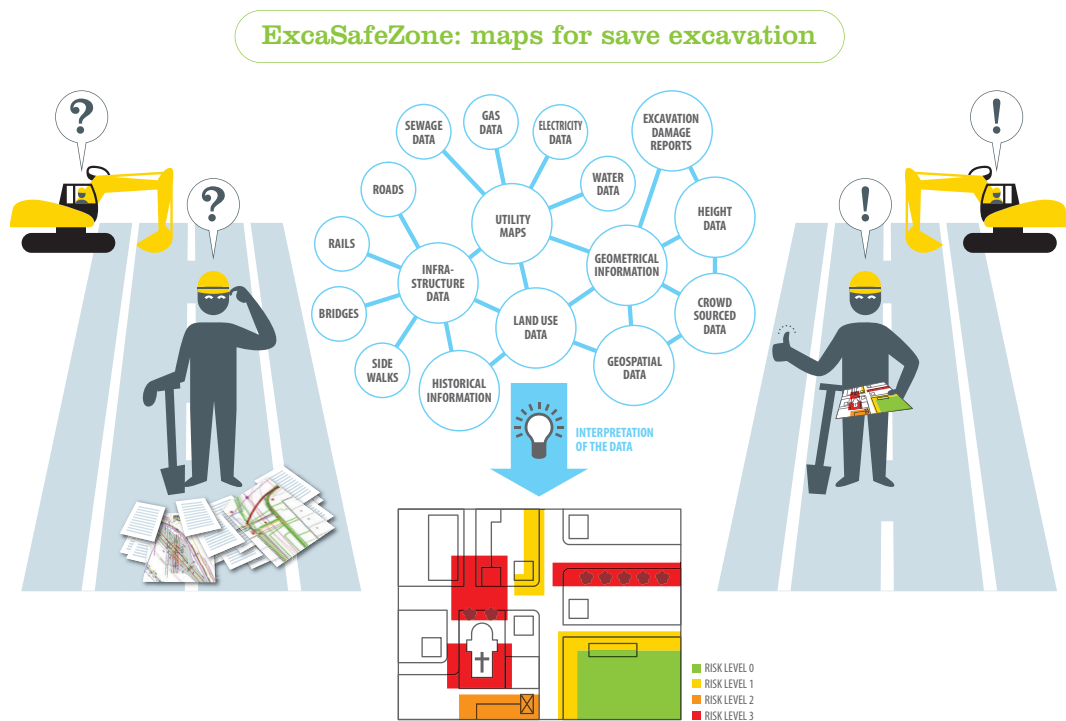 ExcaSafeZone: maps for save excavation
?
?
!
!
SEWAGE
DATA
GAS
DATA
ELECTRICITY
DATA
EXCAVATION
DAMAGE
REPORTS
ROADS
WATER
DATA
UTILITY
MAPS
HEIGHT
DATA
RAILS
INFRA-
STRUCTURE
DATA
GEOMETRICAL
INFORMATION
BRIDGES
LAND USE
DATA
CROWD
SOURCED
DATA
SIDE
WALKS
HISTORICAL
INFORMATION
GEOSPATIAL
DATA
INTERPRETATION
OF THE DATA
RISK LEVEL 0
RISK LEVEL 1
RISK LEVEL 2
RISK LEVEL 3